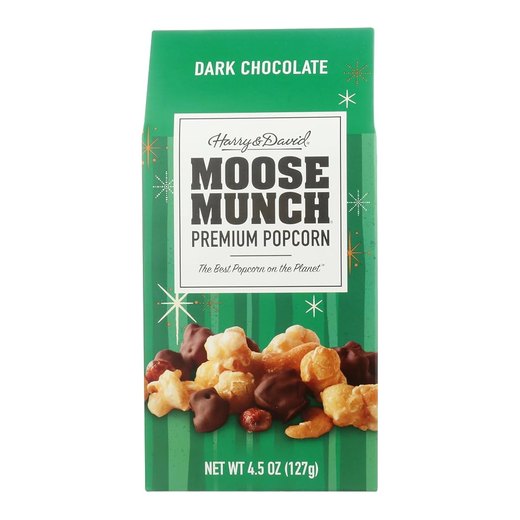 DARK CHOCOLATE
Harry & David®
MOOSE
MUNCH®
PREMIUM POPCORN
The Best Popcorn on the Planet™
NET WT 4.5 OZ (127g)